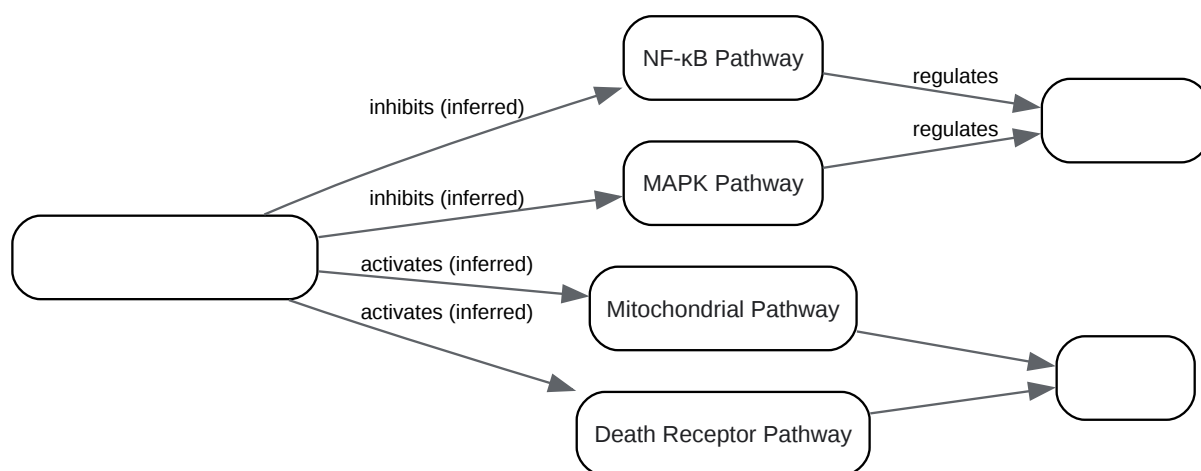 NF-κB Pathway
regulates
inhibits (inferred)
regulates
MAPK Pathway
inhibits (inferred)
activates (inferred)
Mitochondrial Pathway
activates (inferred)
Death Receptor Pathway